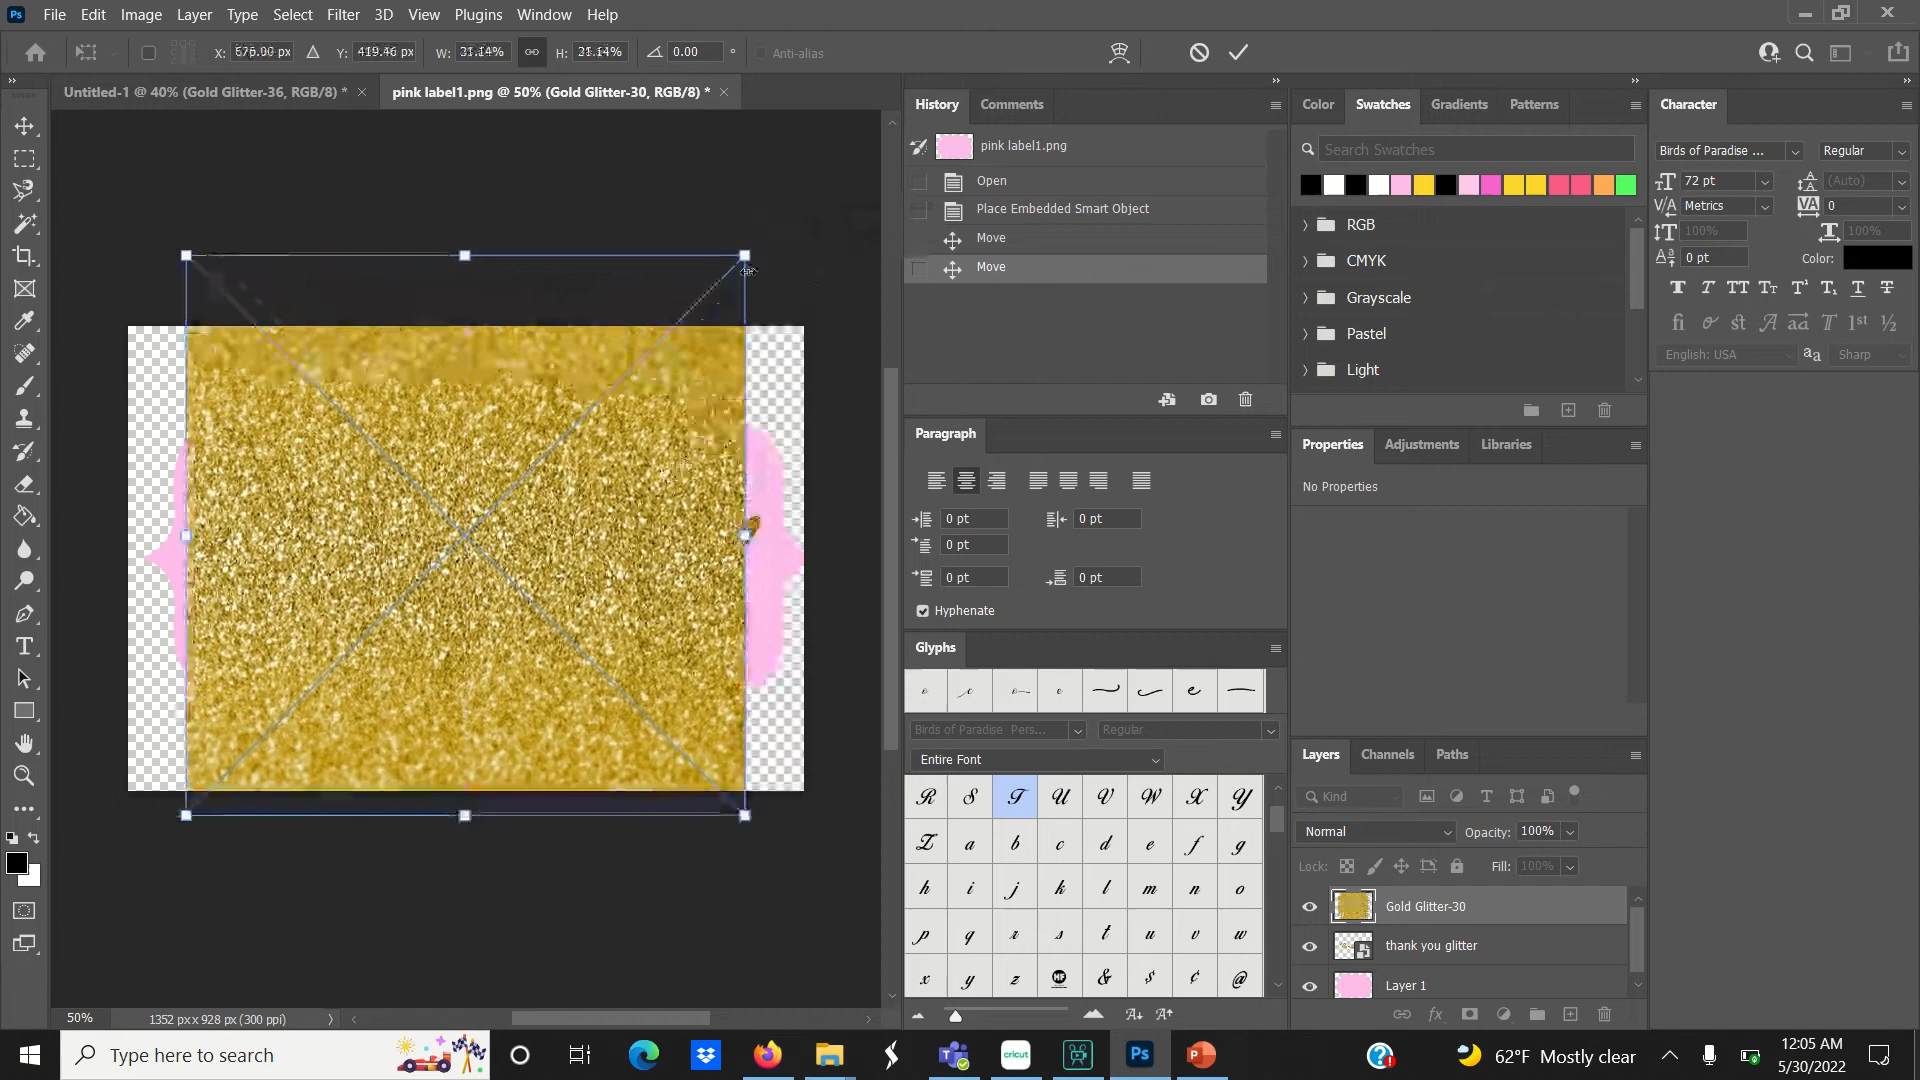 File Edit Image Layer Type Select Filter 3D View Plugins Window Help
X: 676.00 px Y: 419.46 px W: H: 0.00 ° Anti-alias
Untitled-1 @ 40% (Gold Glitter-36, RGB/8) *
pink label1.png @ 50% (Gold Glitter-30, RGB/8) *
History Comments
pink label1.png
Open
Place Embedded Smart Object
Move
Move
Paragraph
0 pt 0 pt
0 pt
0 pt 0 pt
Hyphenate
Glyphs
Birds of Paradise Pers... Regular
Entire Font
R S T U V W X Y
Z a b c d e f g
h i j k l m n o
p q r s t u v w
x y z HF & $ ¢ @
Color Swatches Gradients Patterns
Search Swatches
RGB
CMYK
Grayscale
Pastel
Light
Properties Adjustments Libraries
No Properties
Layers Channels Paths
Kind
Normal Opacity: 100%
Lock: Fill: 100%
Gold Glitter-30
thank you glitter
Layer 1
Character
Birds of Paradise ... Regular
72 pt (Auto)
Metrics 0
100% 100%
0 pt Color:
English: USA Sharp
50% 1352 px x 928 px (300 ppi)
Type here to search
cricut
62°F Mostly clear
12:05 AM
5/30/2022